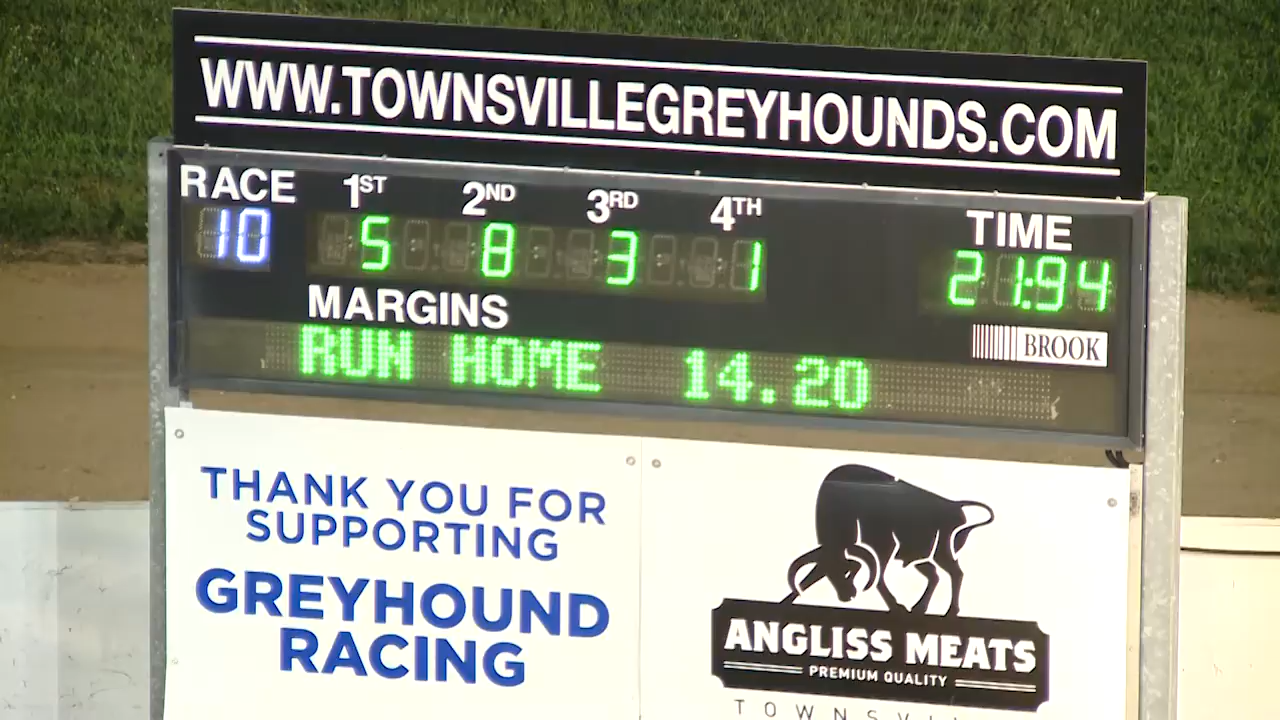 WWW.TOWNSVILLEGREYHOUNDS.COM
RACE 1ST 2ND 3RD 4TH TIME
10 5 8 3 1 21:94
MARGINS
BROOK
RUN HOME 14.20
THANK YOU FOR
SUPPORTING
GREYHOUND
RACING
ANGLISS MEATS
PREMIUM QUALITY